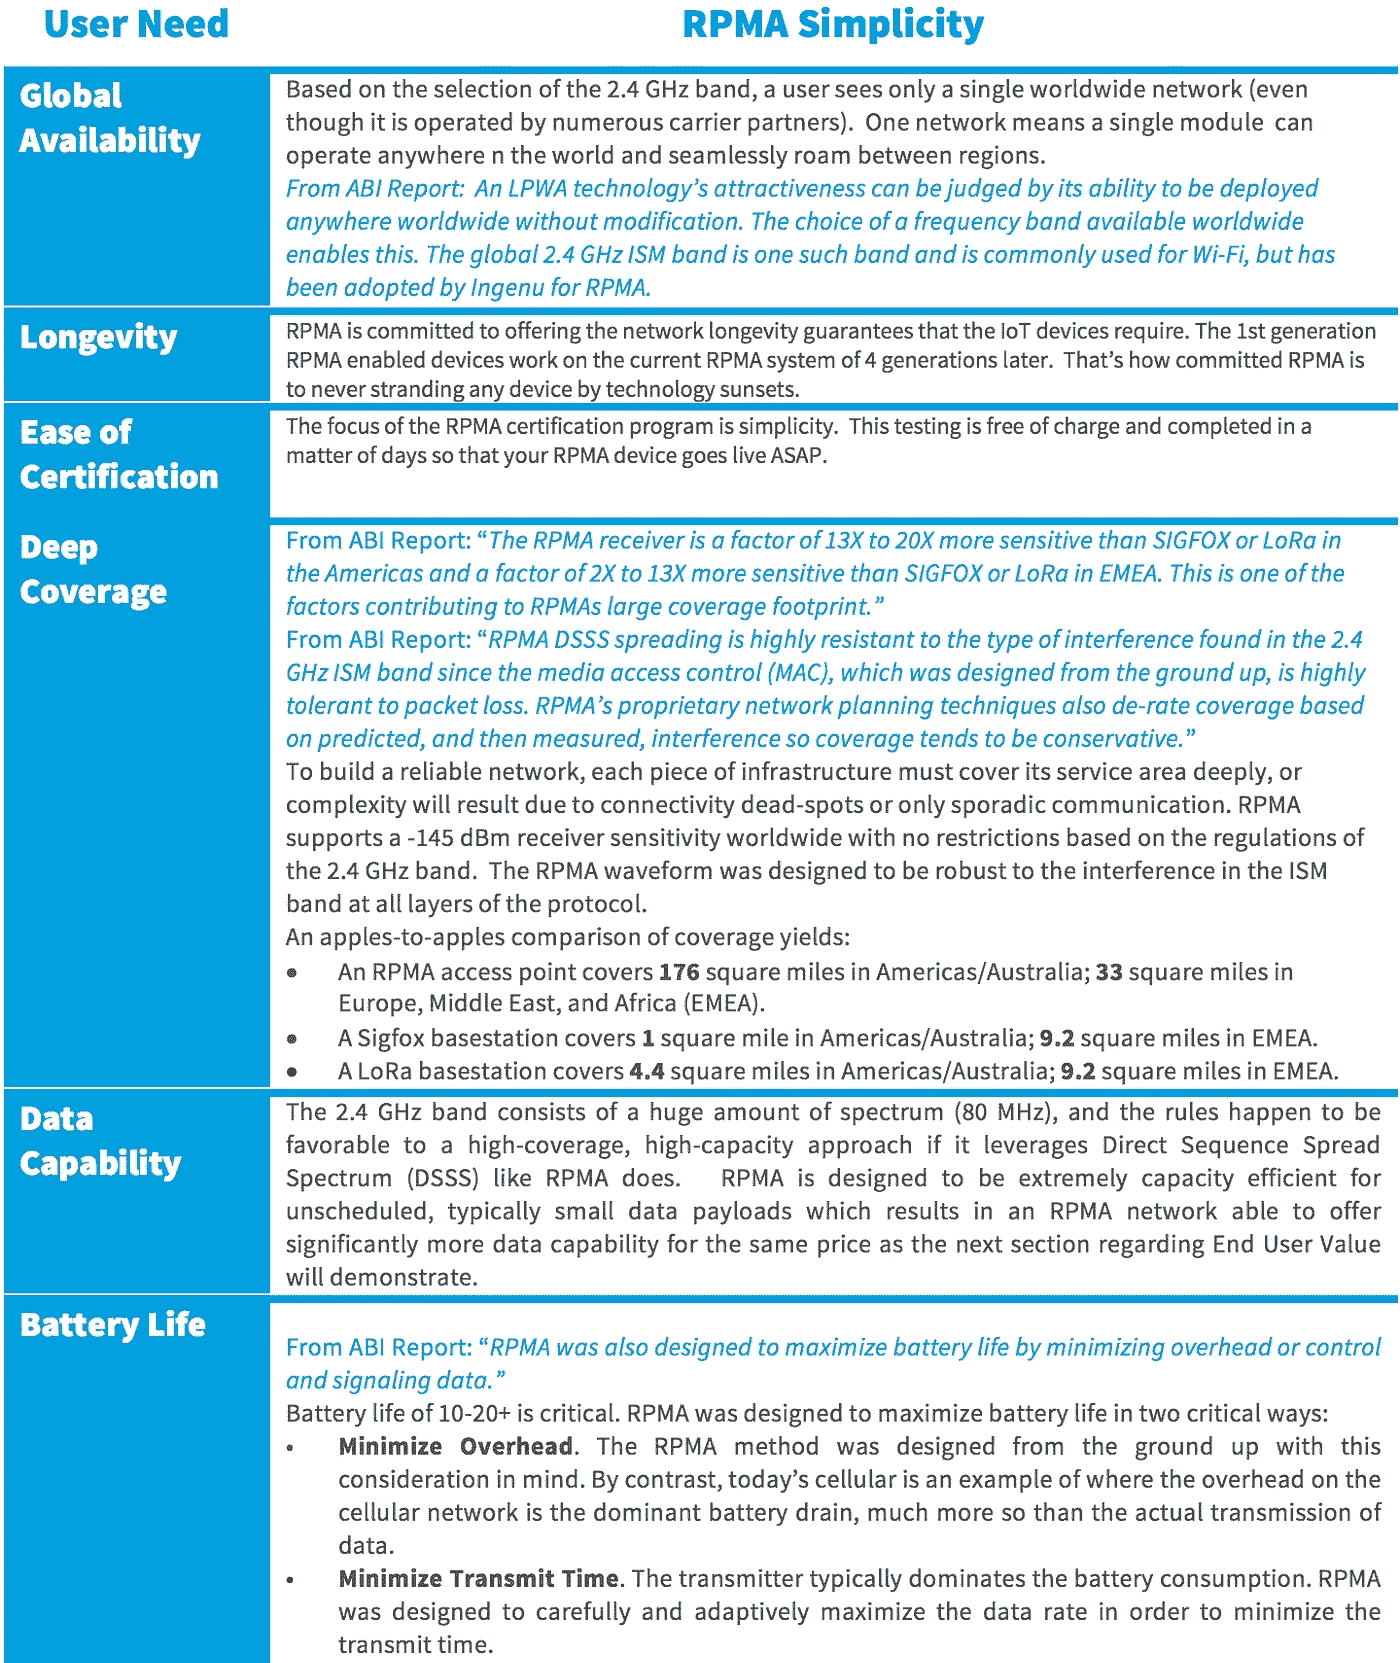 User Need
RPMA Simplicity
Global
Availability
Based on the selection of the 2.4 GHz band, a user sees only a single worldwide network (even
though it is operated by numerous carrier partners).  One network means a single module  can
operate anywhere n the world and seamlessly roam between regions.
From ABI Report:  An LPWA technology’s attractiveness can be judged by its ability to be deployed
anywhere worldwide without modification. The choice of a frequency band available worldwide
enables this. The global 2.4 GHz ISM band is one such band and is commonly used for Wi-Fi, but has
been adopted by Ingenu for RPMA.
Longevity
RPMA is committed to offering the network longevity guarantees that the IoT devices require. The 1st generation
RPMA enabled devices work on the current RPMA system of 4 generations later.  That’s how committed RPMA is
to never stranding any device by technology sunsets.
Ease of
Certification
The focus of the RPMA certification program is simplicity.  This testing is free of charge and completed in a
matter of days so that your RPMA device goes live ASAP.
Deep
Coverage
From ABI Report: “The RPMA receiver is a factor of 13X to 20X more sensitive than SIGFOX or LoRa in
the Americas and a factor of 2X to 13X more sensitive than SIGFOX or LoRa in EMEA. This is one of the
factors contributing to RPMAs large coverage footprint.”
From ABI Report: “RPMA DSSS spreading is highly resistant to the type of interference found in the 2.4
GHz ISM band since the media access control (MAC), which was designed from the ground up, is highly
tolerant to packet loss. RPMA’s proprietary network planning techniques also de-rate coverage based
on predicted, and then measured, interference so coverage tends to be conservative.”
To build a reliable network, each piece of infrastructure must cover its service area deeply, or
complexity will result due to connectivity dead-spots or only sporadic communication. RPMA
supports a -145 dBm receiver sensitivity worldwide with no restrictions based on the regulations of
the 2.4 GHz band.  The RPMA waveform was designed to be robust to the interference in the ISM
band at all layers of the protocol.
An apples-to-apples comparison of coverage yields:
• An RPMA access point covers 176 square miles in Americas/Australia; 33 square miles in
Europe, Middle East, and Africa (EMEA).
• A Sigfox basestation covers 1 square mile in Americas/Australia; 9.2 square miles in EMEA.
• A LoRa basestation covers 4.4 square miles in Americas/Australia; 9.2 square miles in EMEA.
Data
Capability
The 2.4 GHz band consists of a huge amount of spectrum (80 MHz), and the rules happen to be
favorable to a high-coverage, high-capacity approach if it leverages Direct Sequence Spread
Spectrum (DSSS) like RPMA does.   RPMA is designed to be extremely capacity efficient for
unscheduled, typically small data payloads which results in an RPMA network able to offer
significantly more data capability for the same price as the next section regarding End User Value
will demonstrate.
Battery Life
From ABI Report: “RPMA was also designed to maximize battery life by minimizing overhead or control
and signaling data.”
Battery life of 10-20+ is critical. RPMA was designed to maximize battery life in two critical ways:
• Minimize Overhead. The RPMA method was designed from the ground up with this
consideration in mind. By contrast, today’s cellular is an example of where the overhead on the
cellular network is the dominant battery drain, much more so than the actual transmission of
data.
• Minimize Transmit Time. The transmitter typically dominates the battery consumption. RPMA
was designed to carefully and adaptively maximize the data rate in order to minimize the
transmit time.